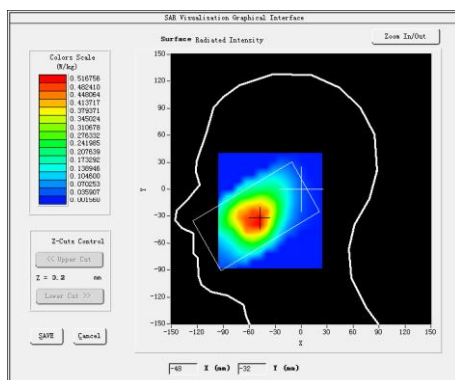 SAR Visualisation Graphical Interface
Surface Radiated Intensity
Zoom In/Out
Colors Scale
(W/kg)
0.516756
0.482410
0.448064
0.413717
0.379371
0.345024
0.310678
0.276332
0.241985
0.207639
0.173292
0.138946
0.104600
0.070253
0.035907
0.001560
Z-Cuts Control
<< Upper Cut
Z = 3.2 mm
Lower Cut >>
SAVE
Cancel
150
120
90
60
30
0
-30
-60
-90
-120
-150
Y
-150 -120 -90 -60 -30 0 30 60 90 120 150
X
-48 X (mm) -32 Y (mm)